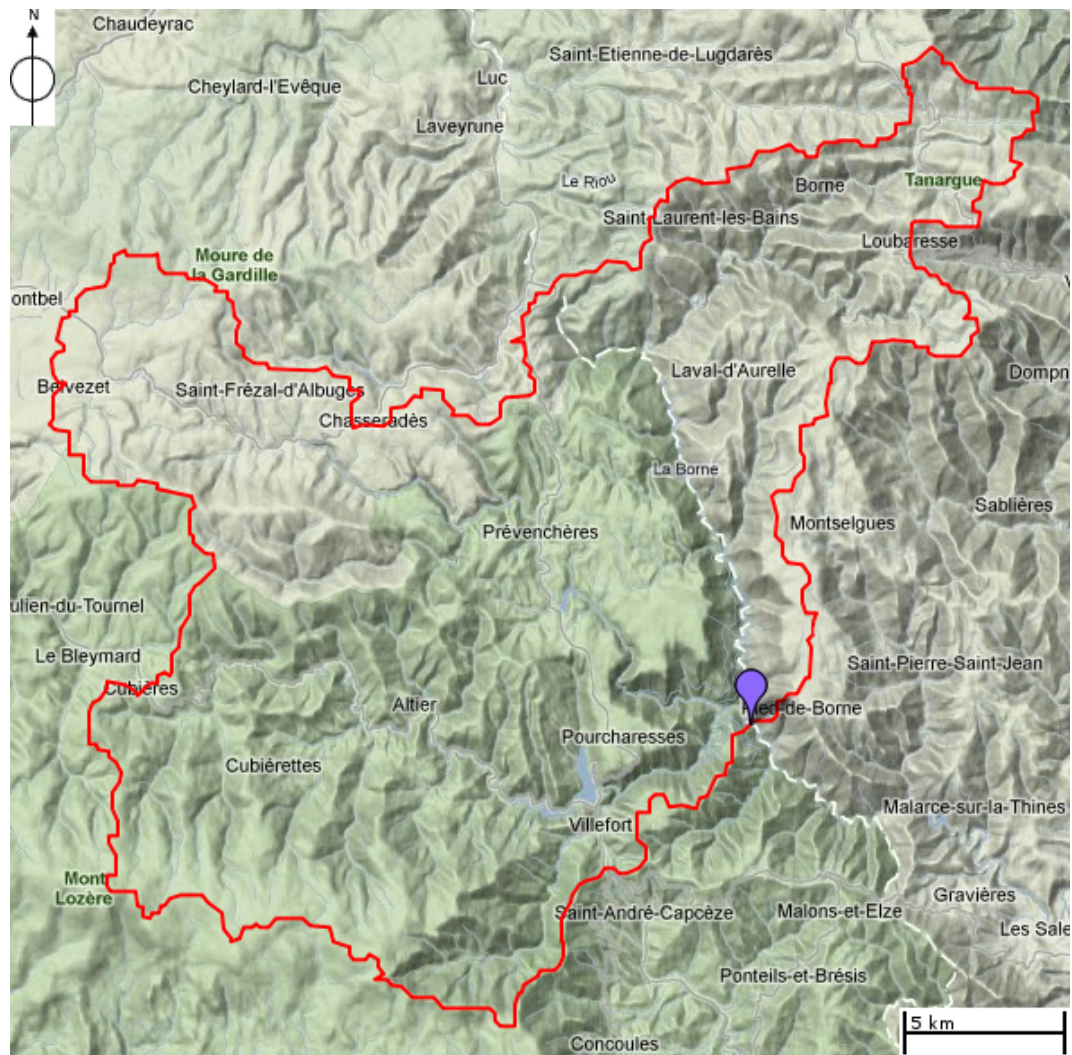 N
Chaudeyrac
Saint-Etienne-de-Lugdarès
Luc
Cheylard-l'Evêque
Laveyrune
Le Riou
Borne
Tanargue
Saint-Laurent-les-Bains
Loubaresse
Moure de
la Gardille
ontbel
Laval-d'Aurelle
Dompn
Belvezet
Saint-Frézal-d'Albuges
Chasseradès
La Borne
Sablières
Montselgues
Prévenchères
ulien-du-Tournel
Le Bleymard
Saint-Pierre-Saint-Jean
Cubières
Altier
Pied-de-Borne
Pourcharesses
Cubiérettes
Malarce-sur-la-Thines
Villefort
Mont
Lozère
Gravières
Saint-André-Capcèze
Malons-et-Elze
Les Sale
Ponteils-et-Brésis
5 km
Concoules